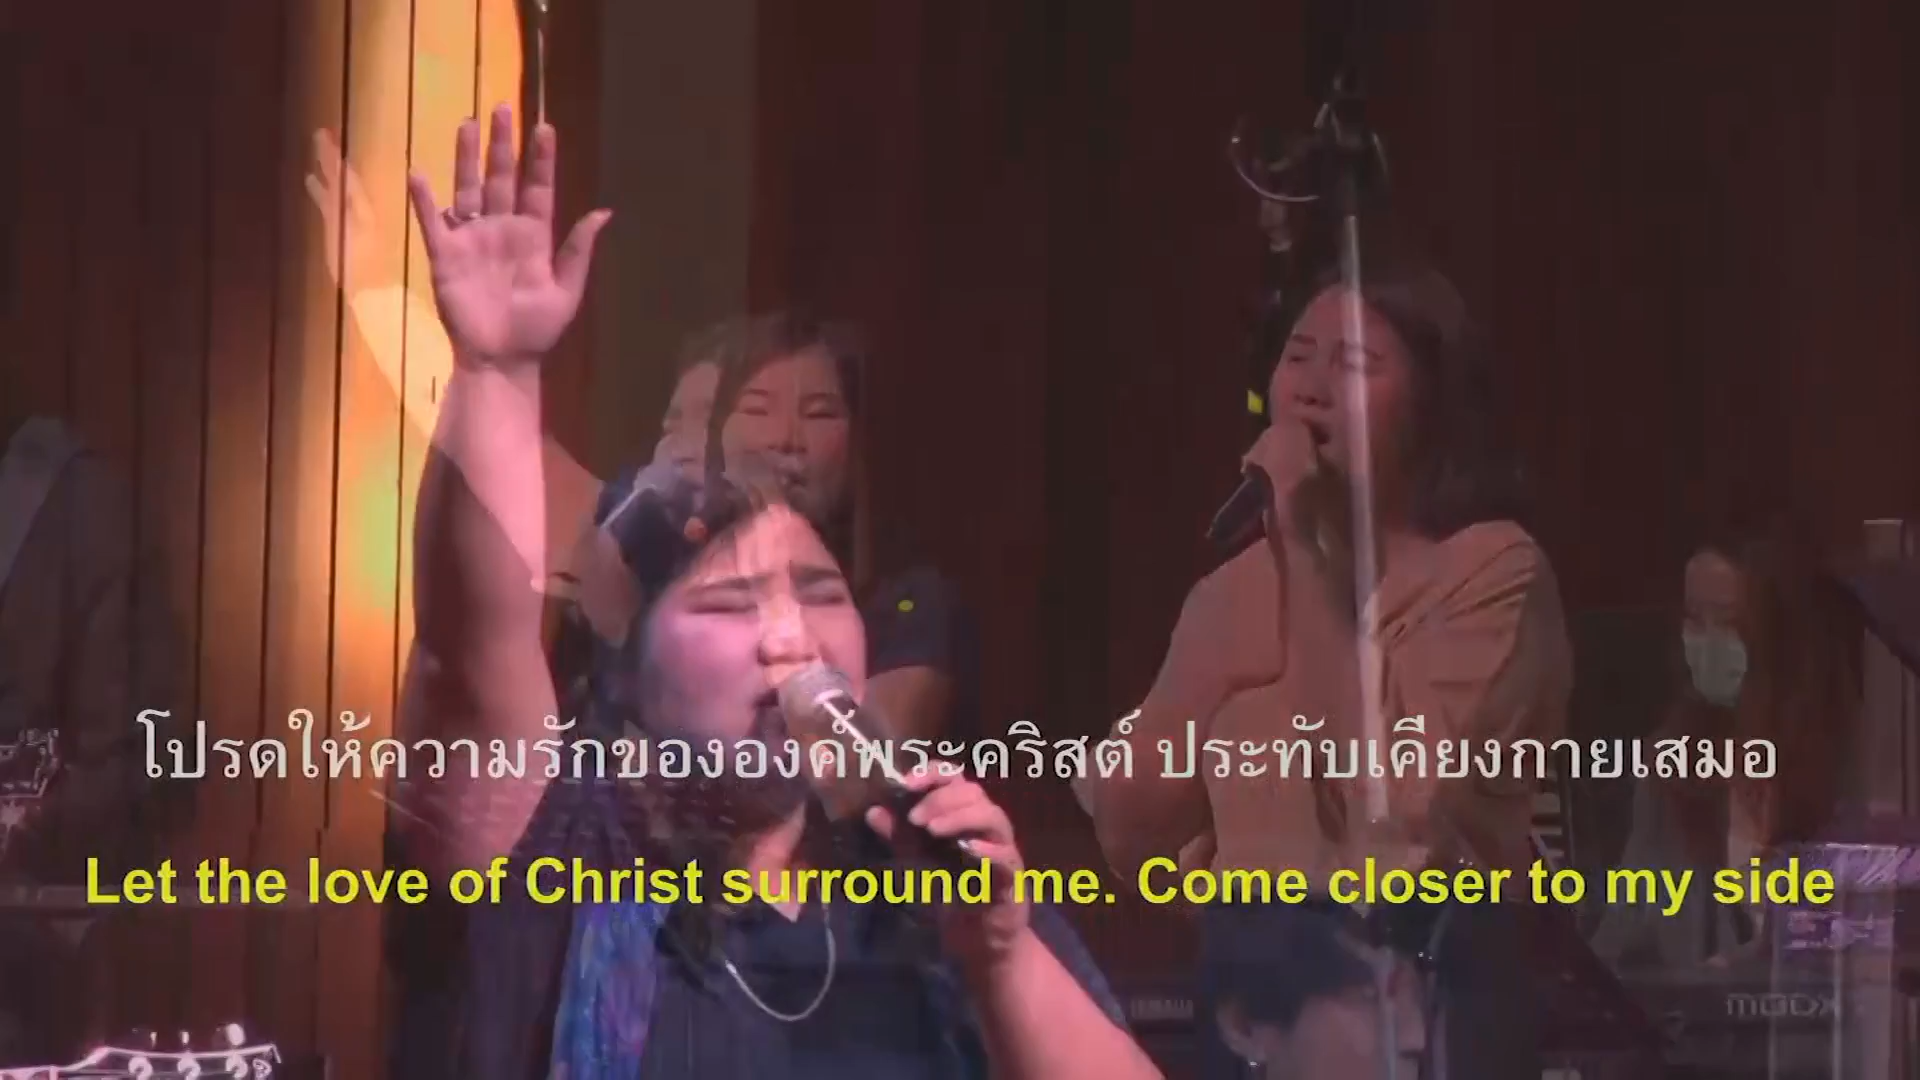 โปรดให้ความรักขององค์พระคริสต์ ประทับเคียงกายเสมอ
Let the love of Christ surround me. Come closer to my side
YAMAHA
MODX